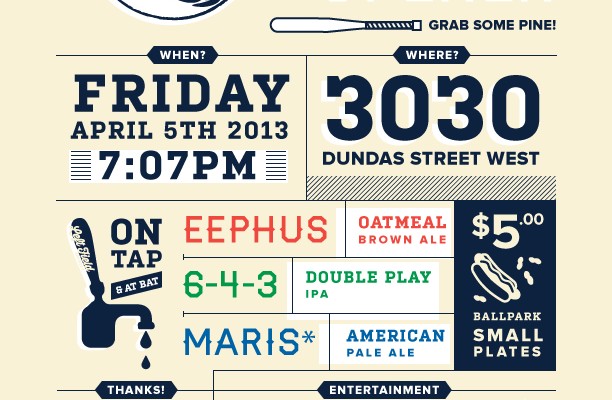 GRAB SOME PINE!
WHEN?
FRIDAY
APRIL 5TH 2013
7:07PM
WHERE?
3030
DUNDAS STREET WEST
ON
TAP
& AT BAT
EEPHUS
OATMEAL
BROWN ALE
6-4-3
DOUBLE PLAY
IPA
MARIS*
AMERICAN
PALE ALE
$5.00
BALLPARK
SMALL
PLATES
THANKS!
ENTERTAINMENT